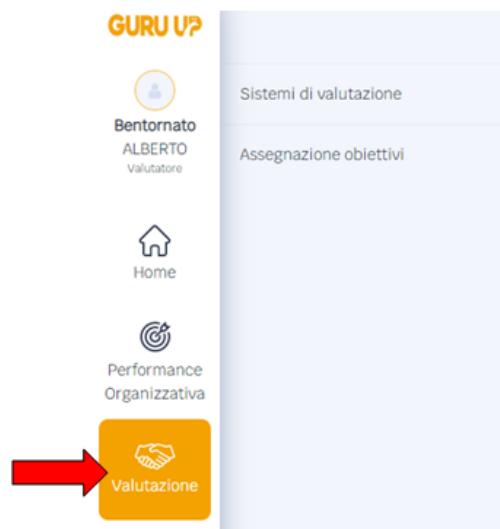 GURU UP
Bentornato
ALBERTO
Valutatore
Home
Performance
Organizzativa
Valutazione
Sistemi di valutazione
Assegnazione obiettivi